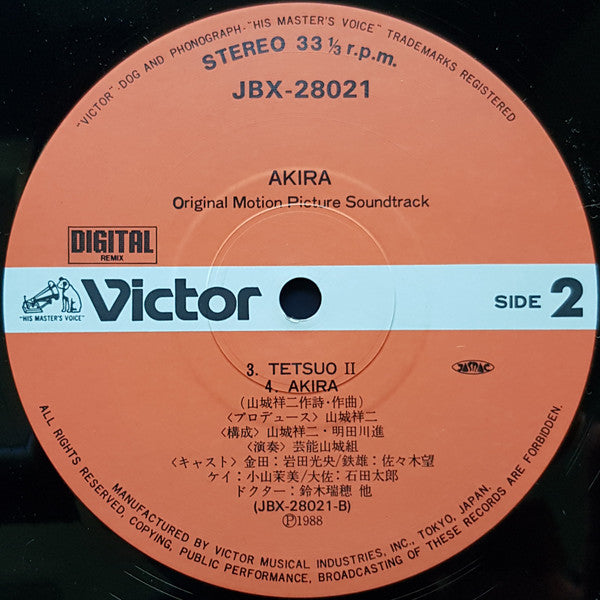 "VICTOR"-DOG AND PHONOGRAPH-"HIS MASTER'S VOICE" TRADEMARKS REGISTERED
STEREO 33 ⅓ r.p.m.
JBX-28021
AKIRA
Original Motion Picture Soundtrack
DIGITAL
REMIX
"HIS MASTER'S VOICE"
Victor
SIDE 2
3. TETSUO II
4. AKIRA
(山城祥二作詩・作曲)
〈プロデュース〉山城祥二
〈構成〉山城祥二・明田川進
〈演奏〉芸能山城組
〈キャスト〉金田:岩田光央/鉄雄:佐々木望
ケイ:小山茉美/大佐:石田太郎
ドクター:鈴木瑞穂 他
(JBX-28021-B)
Ⓟ1988
JASRAC
ALL RIGHTS RESERVED, COPYING, PUBLIC PERFORMANCE, BROADCASTING OF THESE RECORDS ARE FORBIDDEN.
MANUFACTURED BY VICTOR MUSICAL INDUSTRIES, INC., TOKYO, JAPAN.